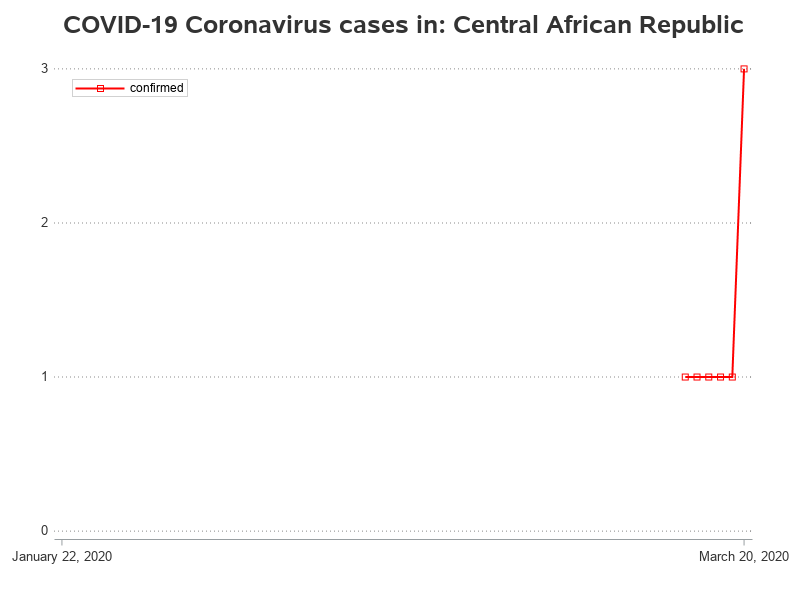 COVID-19 Coronavirus cases in: Central African Republic
3
confirmed
2
1
0
January 22, 2020
March 20, 2020